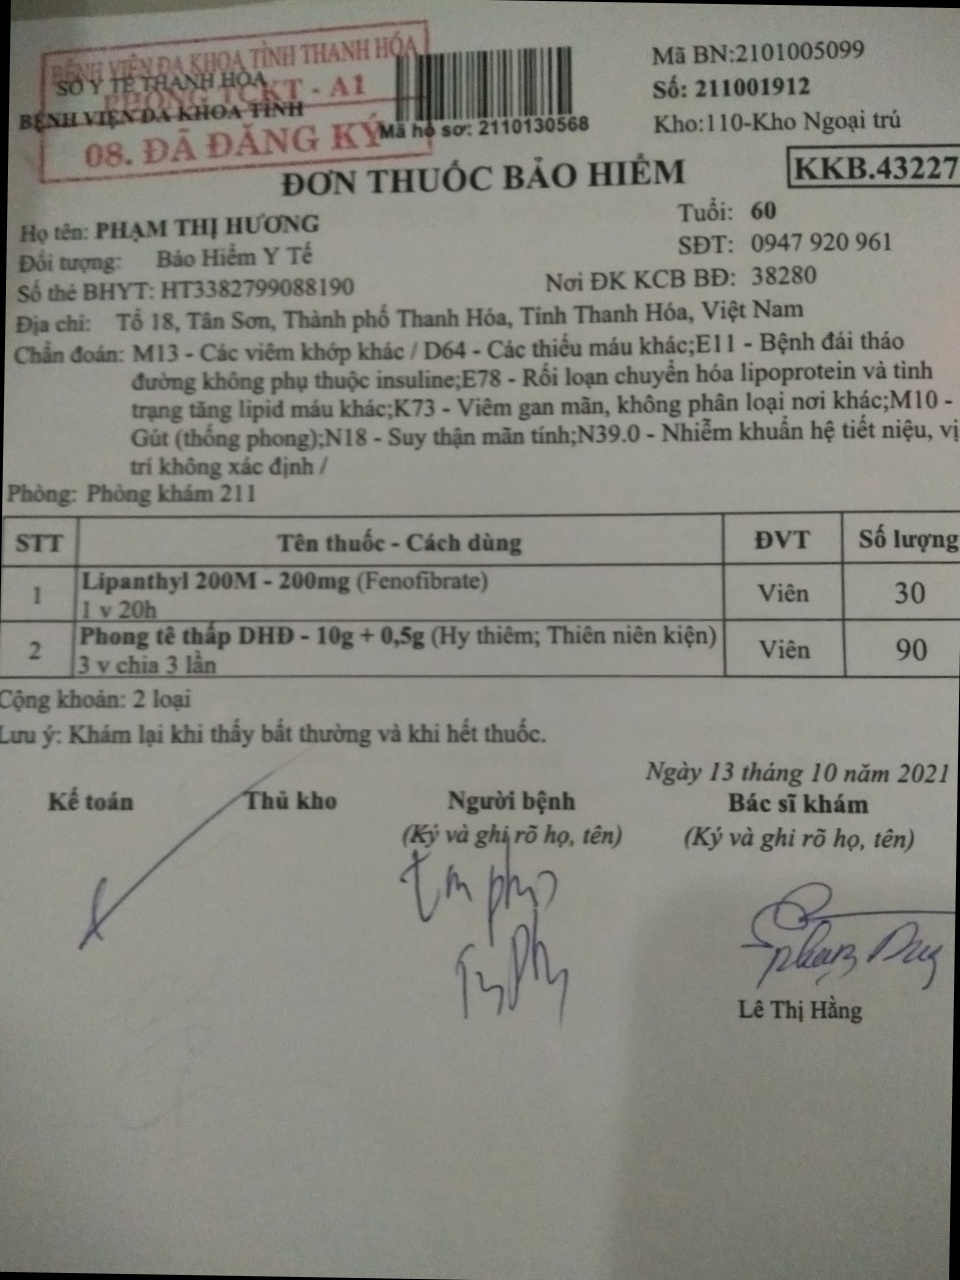 BỆNH VIỆN ĐA KHOA TỈNH THANH HÓA
PHÒNG TCKT - A1
08. ĐÃ ĐĂNG KÝ
SỞ Y TẾ THANH HÓA
BỆNH VIỆN ĐA KHOA TỈNH
Mã hồ sơ: 2110130568
Mã BN:2101005099
Số: 211001912
Kho:110-Kho Ngoại trú
ĐƠN THUỐC BẢO HIỂM
KKB.43227
Họ tên: PHẠM THỊ HƯƠNG
Tuổi: 60
Đối tượng: Bảo Hiểm Y Tế
SĐT: 0947 920 961
Số thẻ BHYT: HT3382799088190
Nơi ĐK KCB BĐ: 38280
Địa chỉ: Tổ 18, Tân Sơn, Thành phố Thanh Hóa, Tỉnh Thanh Hóa, Việt Nam
Chẩn đoán: M13 - Các viêm khớp khác / D64 - Các thiếu máu khác;E11 - Bệnh đái tháo
đường không phụ thuộc insuline;E78 - Rối loạn chuyển hóa lipoprotein và tình
trạng tăng lipid máu khác;K73 - Viêm gan mãn, không phân loại nơi khác;M10 -
Gút (thống phong);N18 - Suy thận mãn tính;N39.0 - Nhiễm khuẩn hệ tiết niệu, vị
trí không xác định /
Phòng: Phòng khám 211
STT Tên thuốc - Cách dùng ĐVT Số lượng
1 Lipanthyl 200M - 200mg (Fenofibrate) Viên 30
1 v 20h
2 Phong tê thấp DHĐ - 10g + 0,5g (Hy thiêm; Thiên niên kiện) Viên 90
3 v chia 3 lần
Cộng khoản: 2 loại
Lưu ý: Khám lại khi thấy bất thường và khi hết thuốc.
Ngày 13 tháng 10 năm 2021
Kế toán Thủ kho Người bệnh Bác sĩ khám
(Ký và ghi rõ họ, tên) (Ký và ghi rõ họ, tên)
Lê Thị Hằng